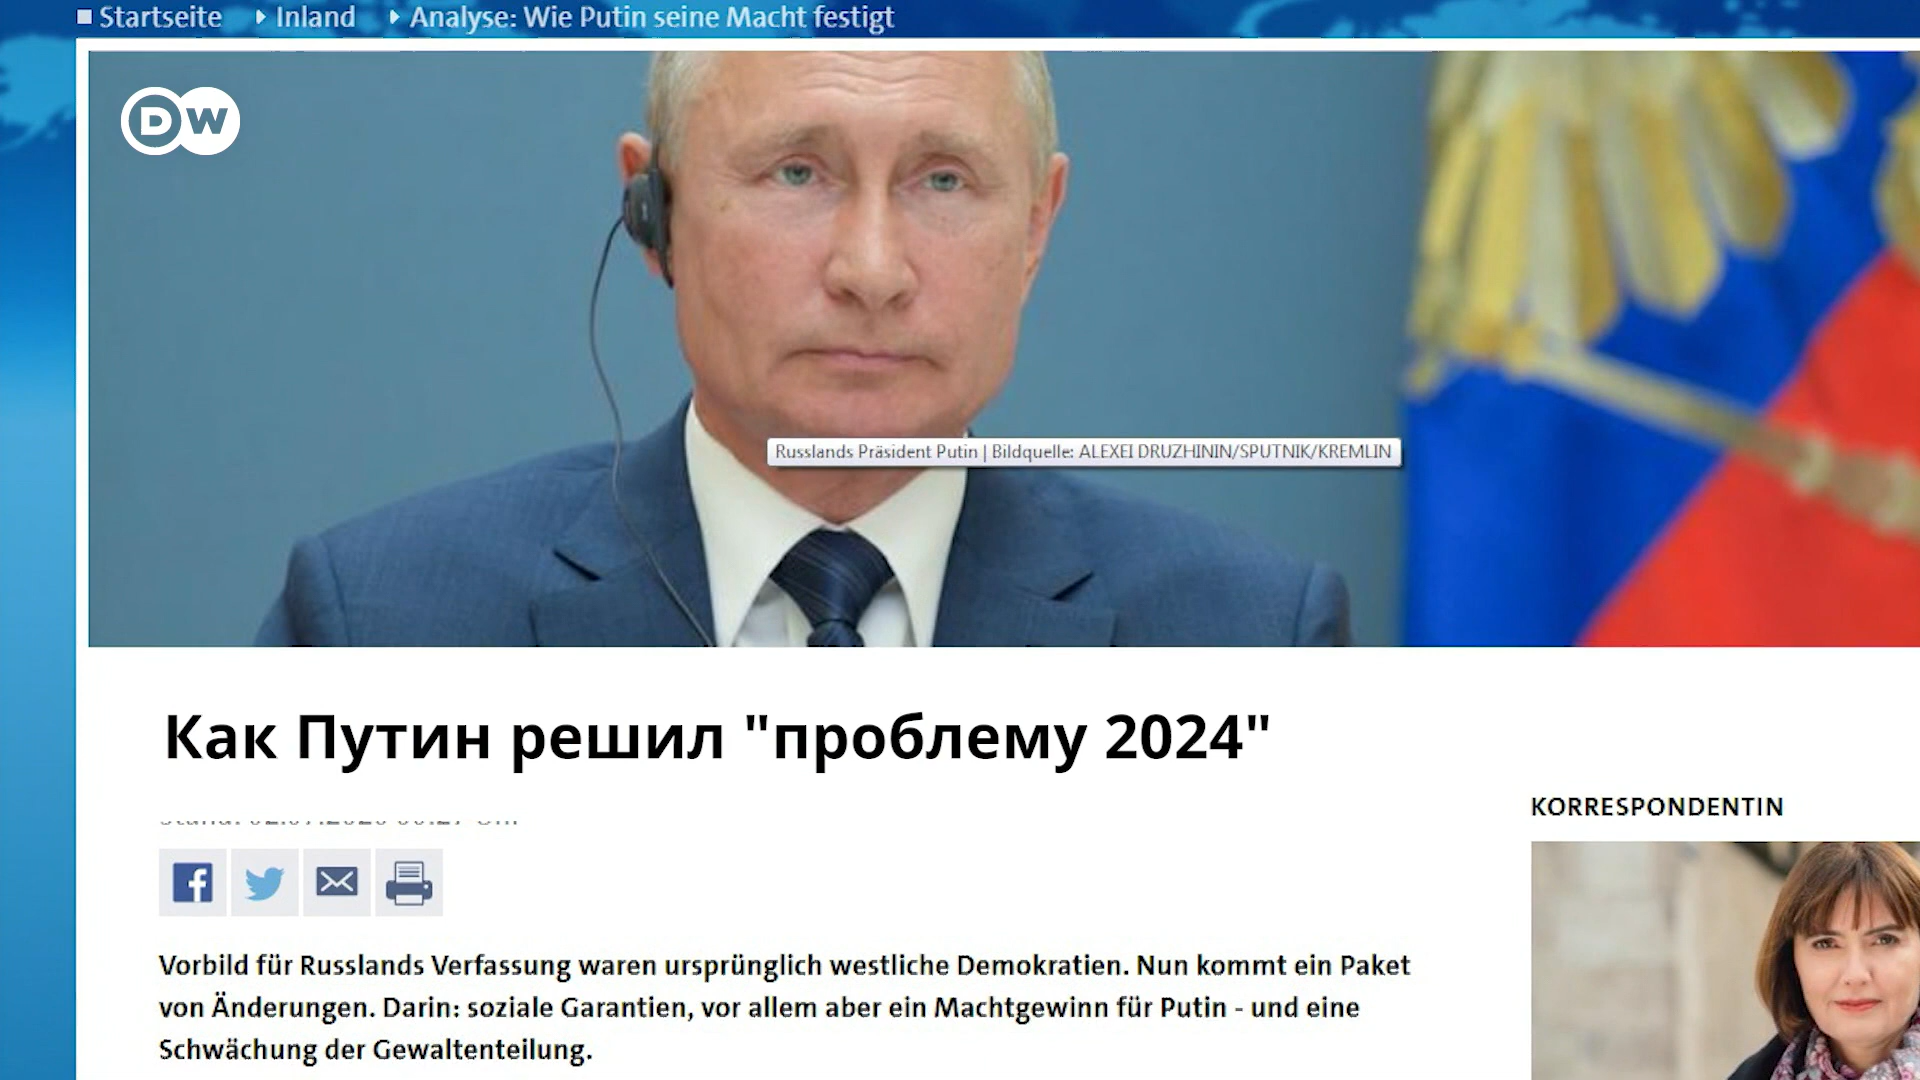 Startseite Inland Analyse: Wie Putin seine Macht festigt
DW
Russlands Präsident Putin | Bildquelle: ALEXEI DRUZHININ/SPUTNIK/KREMLIN
Как Путин решил "проблему 2024"
KORRESPONDENTIN
Vorbild für Russlands Verfassung waren ursprünglich westliche Demokratien. Nun kommt ein Paket
von Änderungen. Darin: soziale Garantien, vor allem aber ein Machtgewinn für Putin - und eine
Schwächung der Gewaltenteilung.